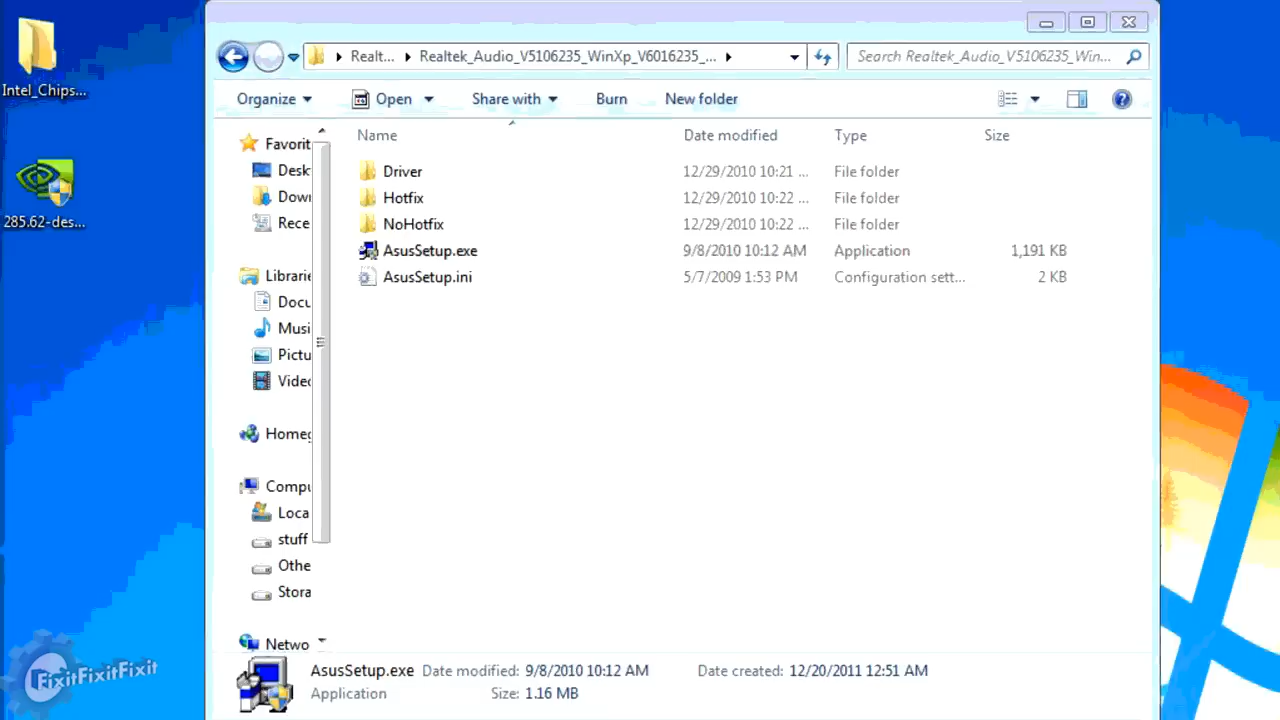 Intel_Chips...
285.62-des...
Realt... Realtek_Audio_V5106235_WinXp_V6016235_...
Search Realtek_Audio_V5106235_Win...
Organize Open Share with Burn New folder
Name Date modified Type Size
Favorit
Desk
Down
Rece
Librarie
Docu
Musi
Pictu
Video
Homeg
Compu
Loca
stuff
Othe
Stora
Netwo
Driver 12/29/2010 10:21 ... File folder
Hotfix 12/29/2010 10:22 ... File folder
NoHotfix 12/29/2010 10:22 ... File folder
AsusSetup.exe 9/8/2010 10:12 AM Application 1,191 KB
AsusSetup.ini 5/7/2009 1:53 PM Configuration sett... 2 KB
AsusSetup.exe Date modified: 9/8/2010 10:12 AM Date created: 12/20/2011 12:51 AM
Application Size: 1.16 MB
FixitFixitFixit